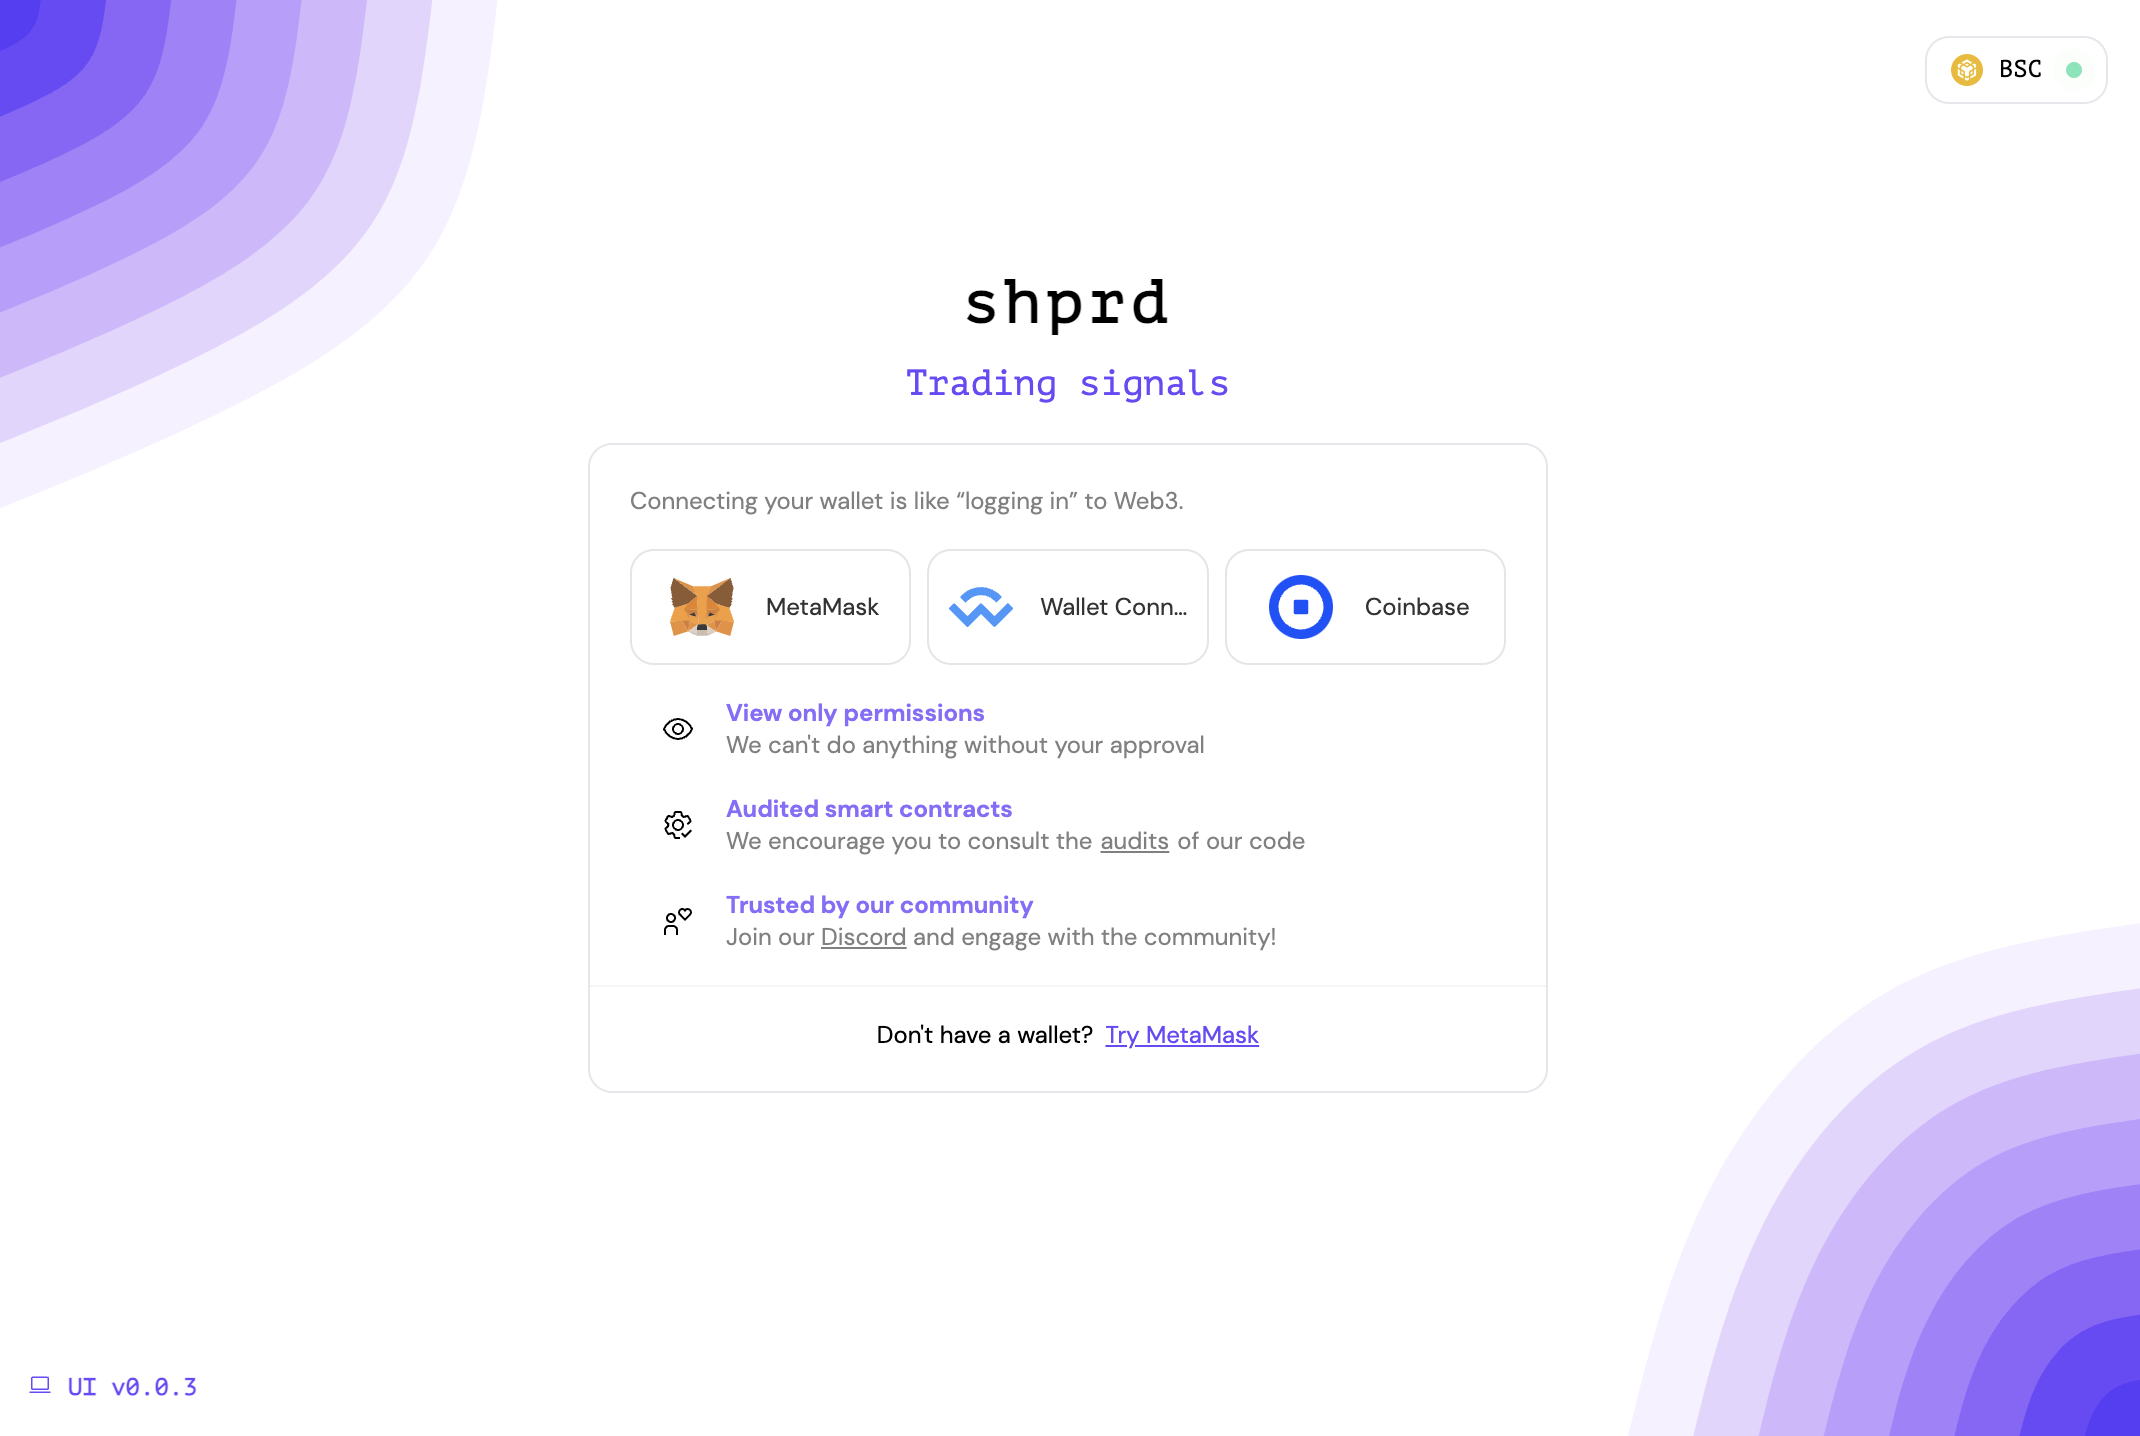 BSC
shprd
Trading signals
Connecting your wallet is like “logging in” to Web3.
MetaMask
Wallet Conn...
Coinbase
View only permissions
We can't do anything without your approval
Audited smart contracts
We encourage you to consult the audits of our code
Trusted by our community
Join our Discord and engage with the community!
Don't have a wallet? Try MetaMask
UI v0.0.3